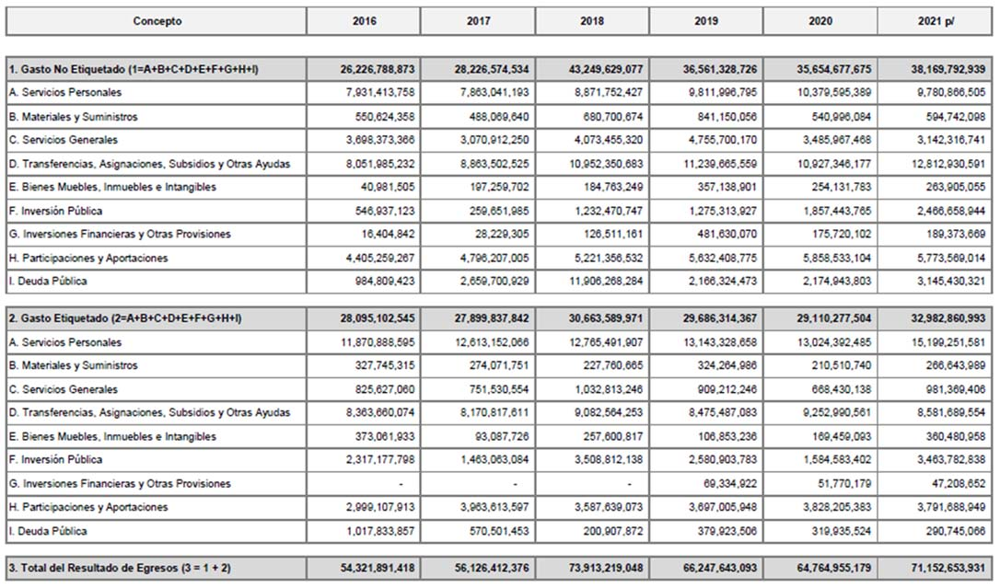 Concepto 2016 2017 2018 2019 2020 2021 p/
1. Gasto No Etiquetado (1=A+B+C+D+E+F+G+H+I) 26,226,788,873 28,226,574,534 43,249,629,077 36,561,328,726 35,654,677,675 38,169,792,939
A. Servicios Personales 7,931,413,758 7,863,041,193 8,871,752,427 9,811,996,795 10,379,595,389 9,780,866,505
B. Materiales y Suministros 550,624,358 488,069,640 680,700,674 841,150,056 540,996,084 594,742,098
C. Servicios Generales 3,698,373,366 3,070,912,250 4,073,455,320 4,755,700,170 3,485,967,468 3,142,316,741
D. Transferencias, Asignaciones, Subsidios y Otras Ayudas 8,051,985,232 8,863,502,525 10,952,350,683 11,239,665,559 10,927,346,177 12,812,930,591
E. Bienes Muebles, Inmuebles e Intangibles 40,981,505 197,259,702 184,763,249 357,138,901 254,131,783 263,905,055
F. Inversión Pública 546,937,123 259,651,985 1,232,470,747 1,275,313,927 1,857,443,765 2,466,658,944
G. Inversiones Financieras y Otras Provisiones 16,404,842 28,229,305 126,511,161 481,630,070 175,720,102 189,373,669
H. Participaciones y Aportaciones 4,405,259,267 4,796,207,005 5,221,356,532 5,632,408,775 5,858,533,104 5,773,569,014
I. Deuda Pública 984,809,423 2,659,700,929 11,906,268,284 2,166,324,473 2,174,943,803 3,145,430,321
2. Gasto Etiquetado (2=A+B+C+D+E+F+G+H+I) 28,095,102,545 27,899,837,842 30,663,589,971 29,686,314,367 29,110,277,504 32,982,860,993
A. Servicios Personales 11,870,888,595 12,613,152,066 12,765,491,907 13,143,328,658 13,024,392,485 15,199,251,581
B. Materiales y Suministros 327,745,315 274,071,751 227,760,665 324,264,986 210,510,740 266,643,989
C. Servicios Generales 825,627,060 751,530,554 1,032,813,246 909,212,246 668,430,138 981,369,406
D. Transferencias, Asignaciones, Subsidios y Otras Ayudas 8,363,660,074 8,170,817,611 9,082,564,253 8,475,487,083 9,252,990,561 8,581,689,554
E. Bienes Muebles, Inmuebles e Intangibles 373,061,933 93,087,726 257,600,817 106,853,236 169,459,093 360,480,958
F. Inversión Pública 2,317,177,798 1,463,063,084 3,508,812,138 2,580,903,783 1,584,583,402 3,463,782,838
G. Inversiones Financieras y Otras Provisiones - - - 69,334,922 51,770,179 47,208,652
H. Participaciones y Aportaciones 2,999,107,913 3,963,613,597 3,587,639,073 3,697,005,948 3,828,205,383 3,791,688,949
I. Deuda Pública 1,017,833,857 570,501,453 200,907,872 379,923,506 319,935,524 290,745,066
3. Total del Resultado de Egresos (3 = 1 + 2) 54,321,891,418 56,126,412,376 73,913,219,048 66,247,643,093 64,764,955,179 71,152,653,931